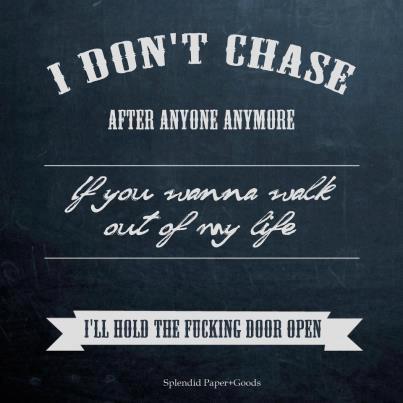 I DON'T CHASE
AFTER ANYONE ANYMORE
If you wanna walk
out of my life
I'LL HOLD THE FUCKING DOOR OPEN
Splendid Paper+Goods